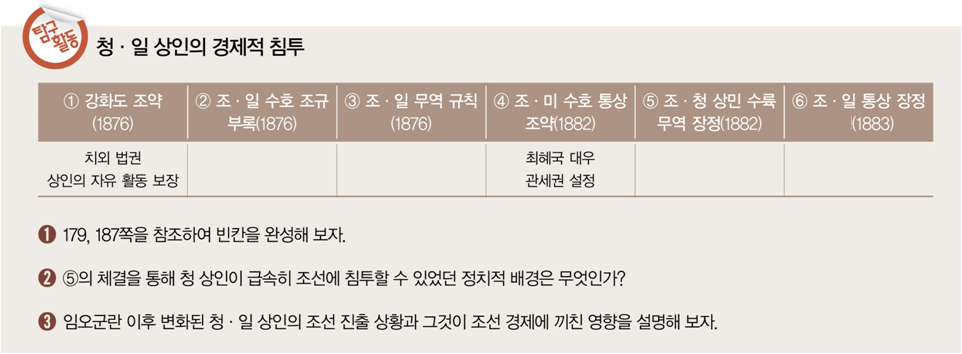 탐구
활동
청·일 상인의 경제적 침투
① 강화도 조약
(1876)
② 조·일 수호 조규
부록(1876)
③ 조·일 무역 규칙
(1876)
④ 조·미 수호 통상
조약(1882)
⑤ 조·청 상민 수륙
무역 장정(1882)
⑥ 조·일 통상 장정
(1883)
치외 법권
상인의 자유 활동 보장
최혜국 대우
관세권 설정
❶ 179, 187쪽을 참조하여 빈칸을 완성해 보자.
❷ ⑤의 체결을 통해 청 상인이 급속히 조선에 침투할 수 있었던 정치적 배경은 무엇인가?
❸ 임오군란 이후 변화된 청·일 상인의 조선 진출 상황과 그것이 조선 경제에 끼친 영향을 설명해 보자.